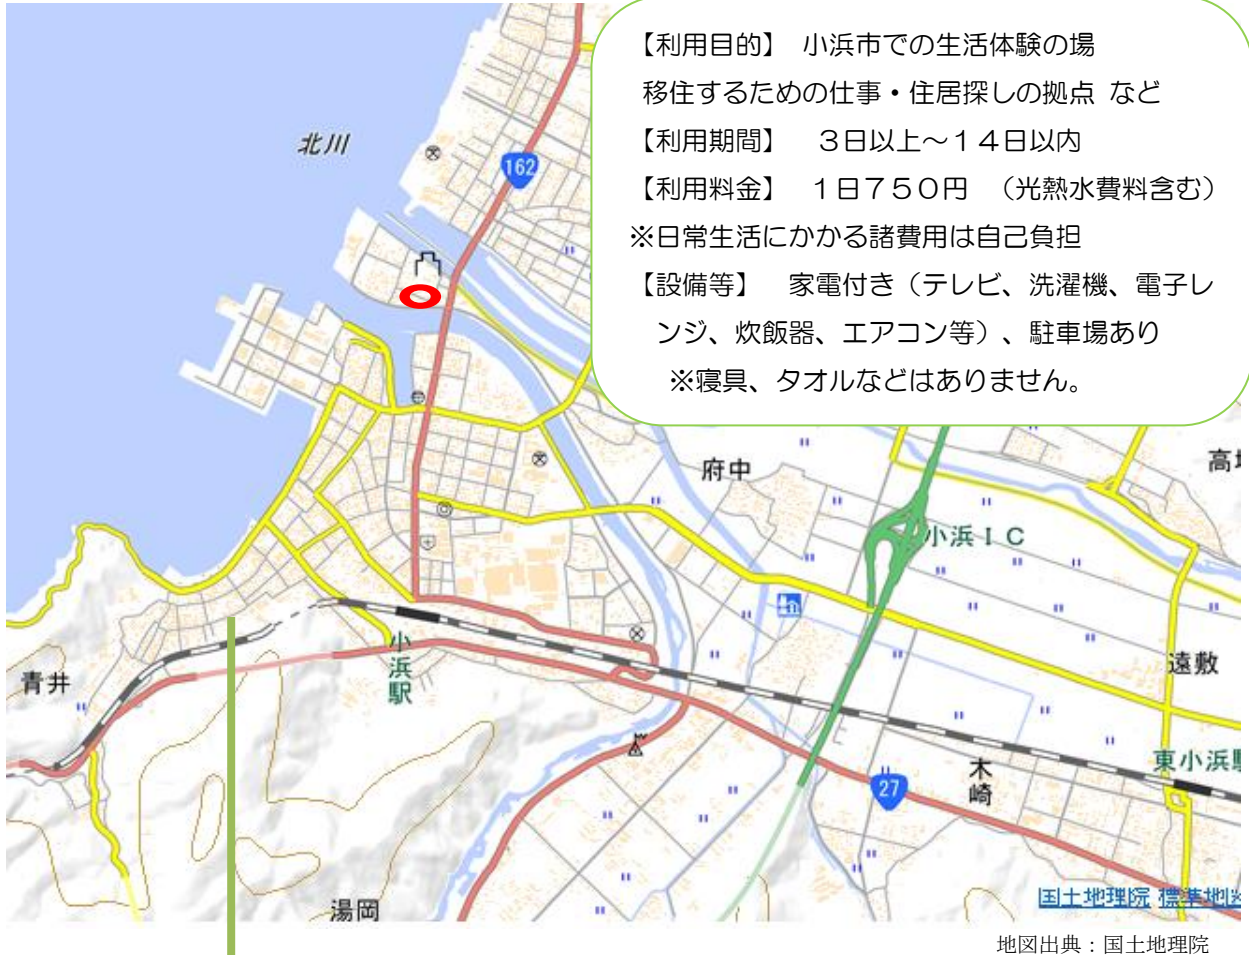 【利用目的】 小浜市での生活体験の場
移住するための仕事・住居探しの拠点 など
【利用期間】 ３日以上～１４日以内
【利用料金】 １日７５０円 （光熱水費料含む）
※日常生活にかかる諸費用は自己負担
【設備等】 家電付き（テレビ、洗濯機、電子レ
ンジ、炊飯器、エアコン等）、駐車場あり
※寝具、タオルなどはありません。
北川
162
府中
小浜ＩＣ
遠敷
小浜駅
青井
東小浜駅
木崎
27
湯岡
国土地理院 標準地図
地図出典：国土地理院